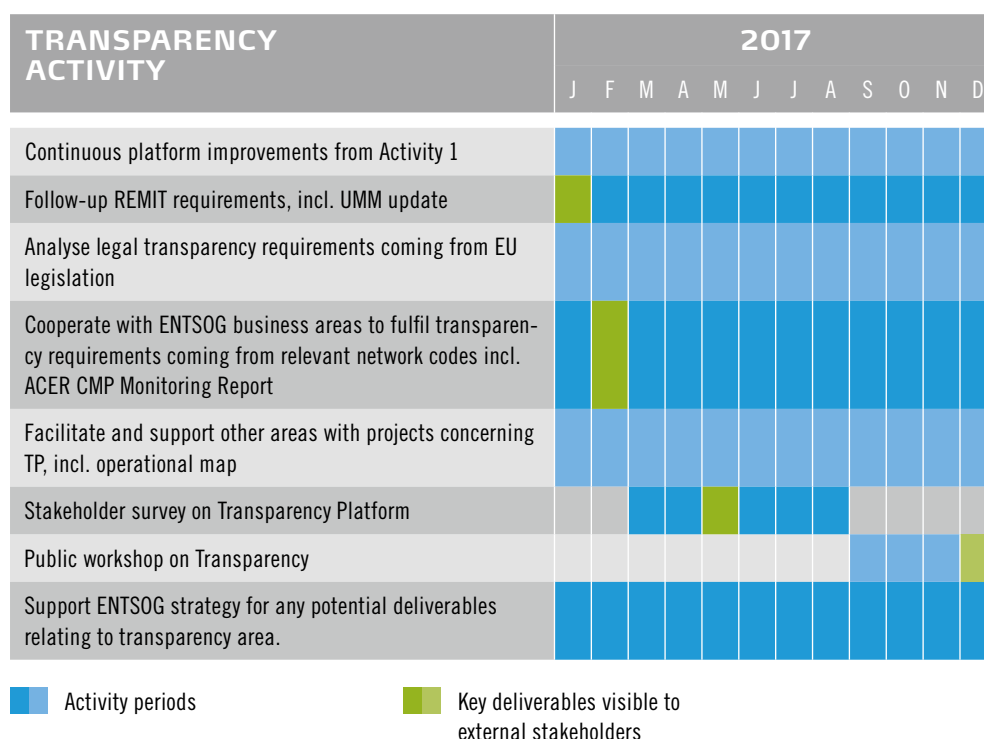 TRANSPARENCY
ACTIVITY
2017
J F M A M J J A S O N D
Continuous platform improvements from Activity 1
Follow-up REMIT requirements, incl. UMM update
Analyse legal transparency requirements coming from EU
legislation
Cooperate with ENTSOG business areas to fulfil transparen-
cy requirements coming from relevant network codes incl.
ACER CMP Monitoring Report
Facilitate and support other areas with projects concerning
TP, incl. operational map
Stakeholder survey on Transparency Platform
Public workshop on Transparency
Support ENTSOG strategy for any potential deliverables
relating to transparency area.
Activity periods
Key deliverables visible to
external stakeholders